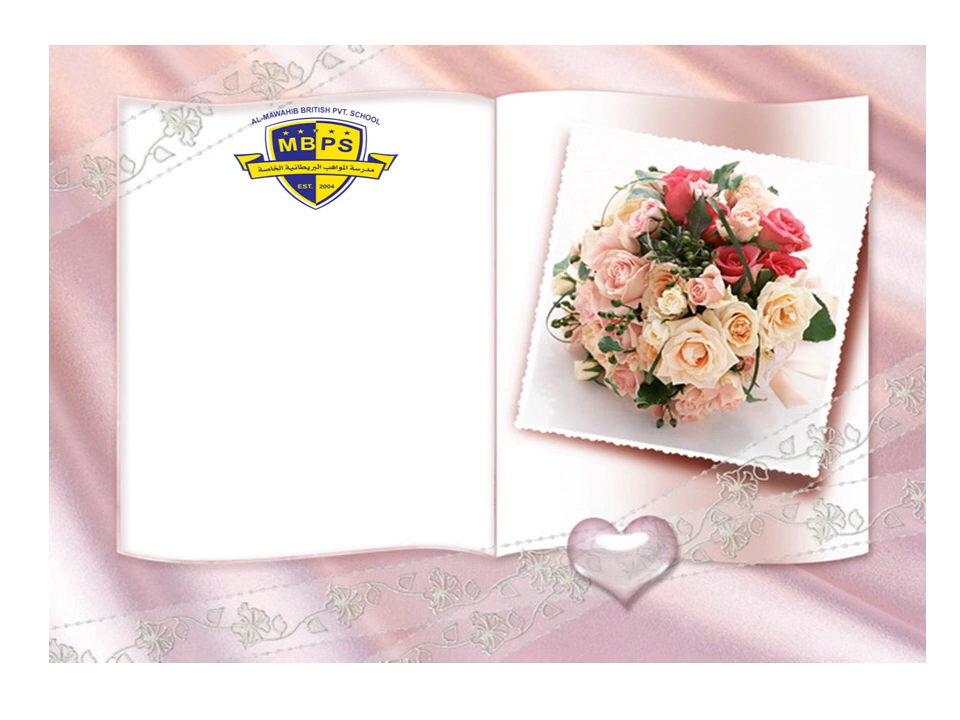 AL-MAWAHIB BRITISH PVT. SCHOOL
MBPS
مدرسة المواهب البريطانية الخاصة
EST. 2004